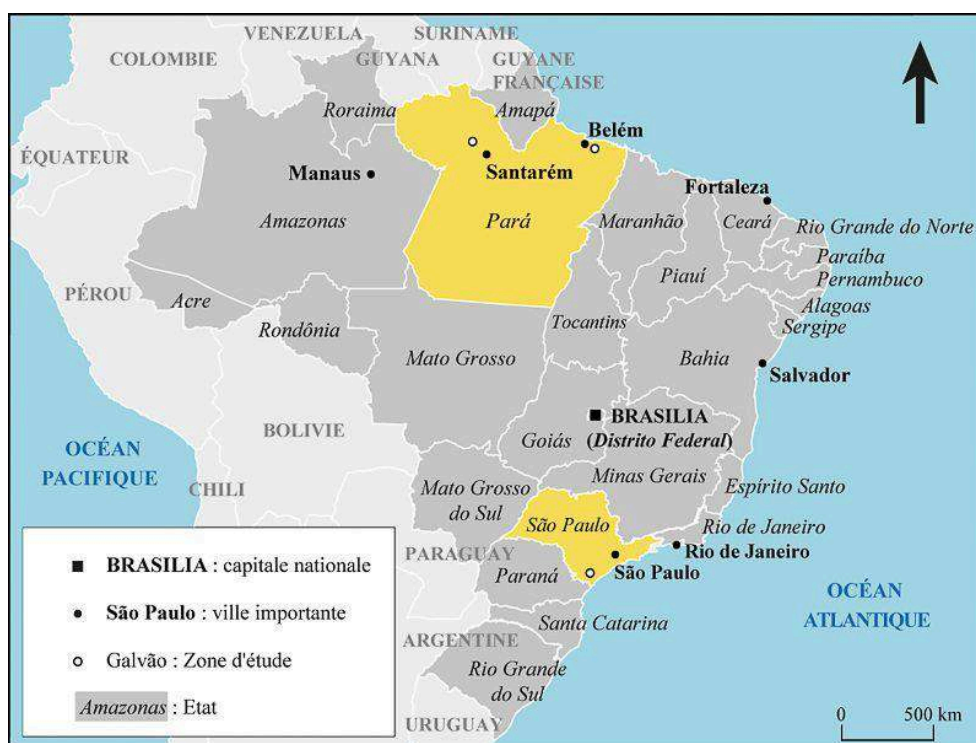 VENEZUELA
SURINAME
COLOMBIE
GUYANA
GUYANE
FRANÇAISE
Roraima
Amapá
Belém
ÉQUATEUR
Manaus
Santarém
Fortaleza
Amazonas
Pará
Maranhão
Ceará
Rio Grande do Norte
Paraíba
Piauí
Pernambuco
PÉROU
Acre
Alagoas
Rondônia
Tocantins
Sergipe
Mato Grosso
Bahia
Salvador
BRASILIA
(Distrito Federal)
BOLIVIE
Goiás
OCÉAN
PACIFIQUE
Minas Gerais
CHILI
Mato Grosso
do Sul
Espírito Santo
São Paulo
Rio de Janeiro
Rio de Janeiro
PARAGUAY
São Paulo
Paraná
OCÉAN
ATLANTIQUE
Santa Catarina
ARGENTINE
Rio Grande
do Sul
URUGUAY
BRASILIA : capitale nationale
São Paulo : ville importante
Galvão : Zone d'étude
Amazonas : Etat
0 500 km